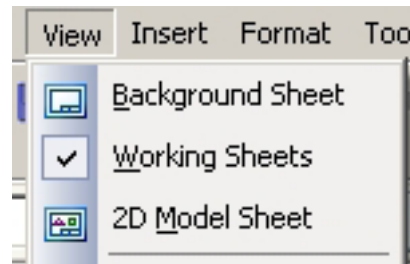 View Insert Format Too
Background Sheet
Working Sheets
2D Model Sheet